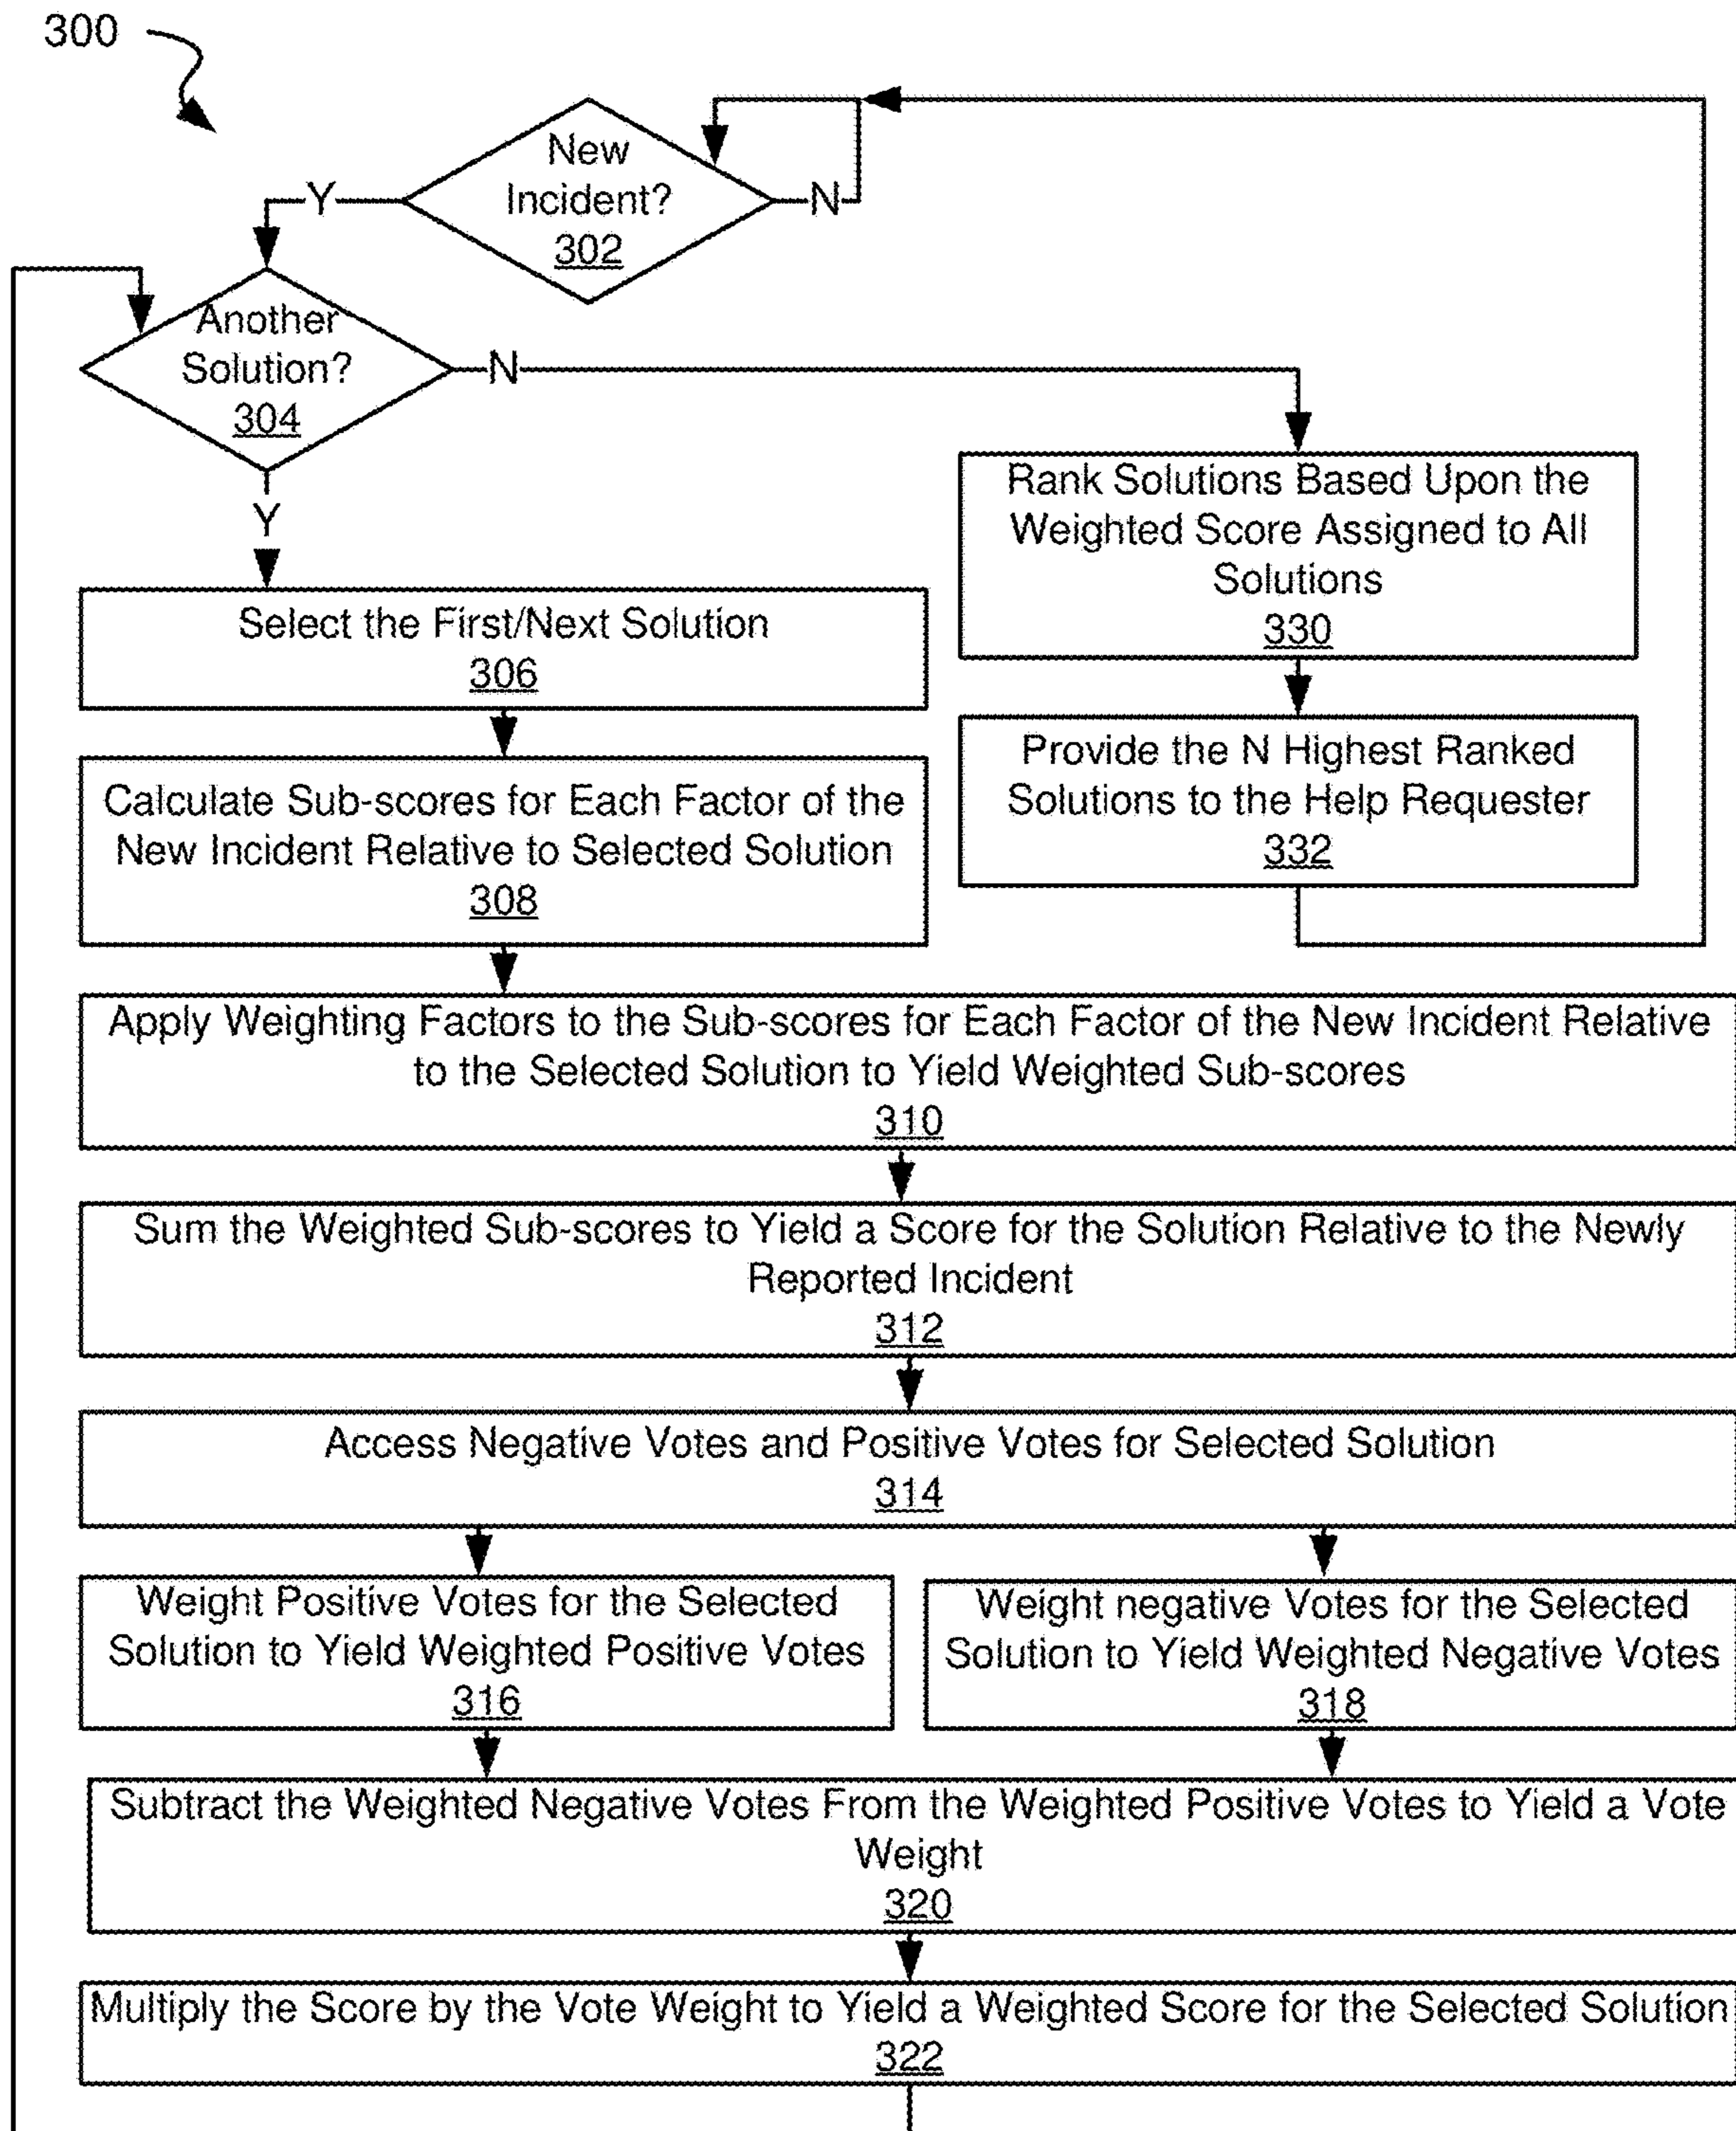 300
New
Incident?
302
Y
N
Another
Solution?
304
N
Y
Rank Solutions Based Upon the
Weighted Score Assigned to All
Solutions
330
Select the First/Next Solution
306
Provide the N Highest Ranked
Solutions to the Help Requester
332
Calculate Sub-scores for Each Factor of the
New Incident Relative to Selected Solution
308
Apply Weighting Factors to the Sub-scores for Each Factor of the New Incident Relative
to the Selected Solution to Yield Weighted Sub-scores
310
Sum the Weighted Sub-scores to Yield a Score for the Solution Relative to the Newly
Reported Incident
312
Access Negative Votes and Positive Votes for Selected Solution
314
Weight Positive Votes for the Selected
Solution to Yield Weighted Positive Votes
316
Weight negative Votes for the Selected
Solution to Yield Weighted Negative Votes
318
Subtract the Weighted Negative Votes From the Weighted Positive Votes to Yield a Vote
Weight
320
Multiply the Score by the Vote Weight to Yield a Weighted Score for the Selected Solution
322